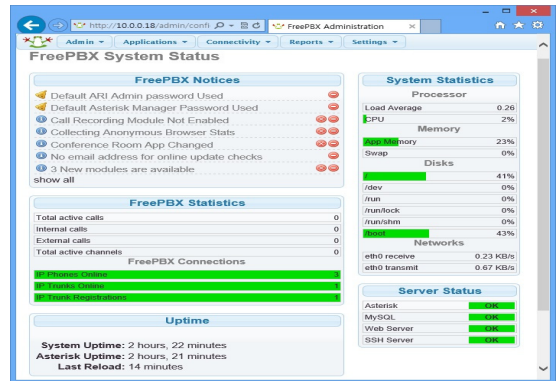 http://10.0.0.18/admin/confi
FreePBX Administration
Admin
Applications
Connectivity
Reports
Settings
FreePBX System Status
FreePBX Notices
Default ARI Admin password Used
Default Asterisk Manager Password Used
Call Recording Module Not Enabled
Collecting Anonymous Browser Stats
Conference Room App Changed
No email address for online update checks
3 New modules are available
show all
FreePBX Statistics
Total active calls 0
Internal calls 0
External calls 0
Total active channels 0
FreePBX Connections
IP Phones Online 3
IP Trunks Online 1
IP Trunk Registrations 1
Uptime
System Uptime: 2 hours, 22 minutes
Asterisk Uptime: 2 hours, 21 minutes
Last Reload: 14 minutes
System Statistics
Processor
Load Average 0.26
CPU 2%
Memory
App Memory 23%
Swap 0%
Disks
/ 41%
/dev 0%
/run 0%
/run/lock 0%
/run/shm 0%
/boot 43%
Networks
eth0 receive 0.23 KB/s
eth0 transmit 0.67 KB/s
Server Status
Asterisk OK
MySQL OK
Web Server OK
SSH Server OK